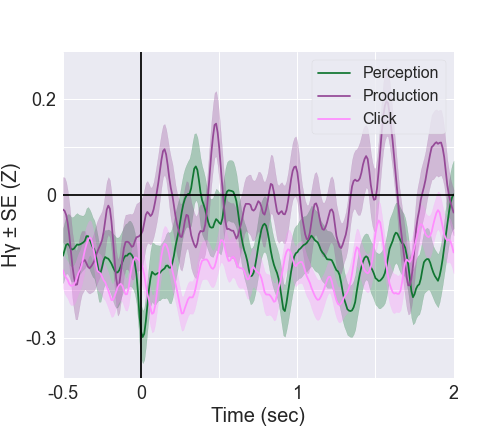 Perception
Production
Click
0.2
0
-0.3
Hγ ± SE (Z)
-0.5 0 1 2
Time (sec)